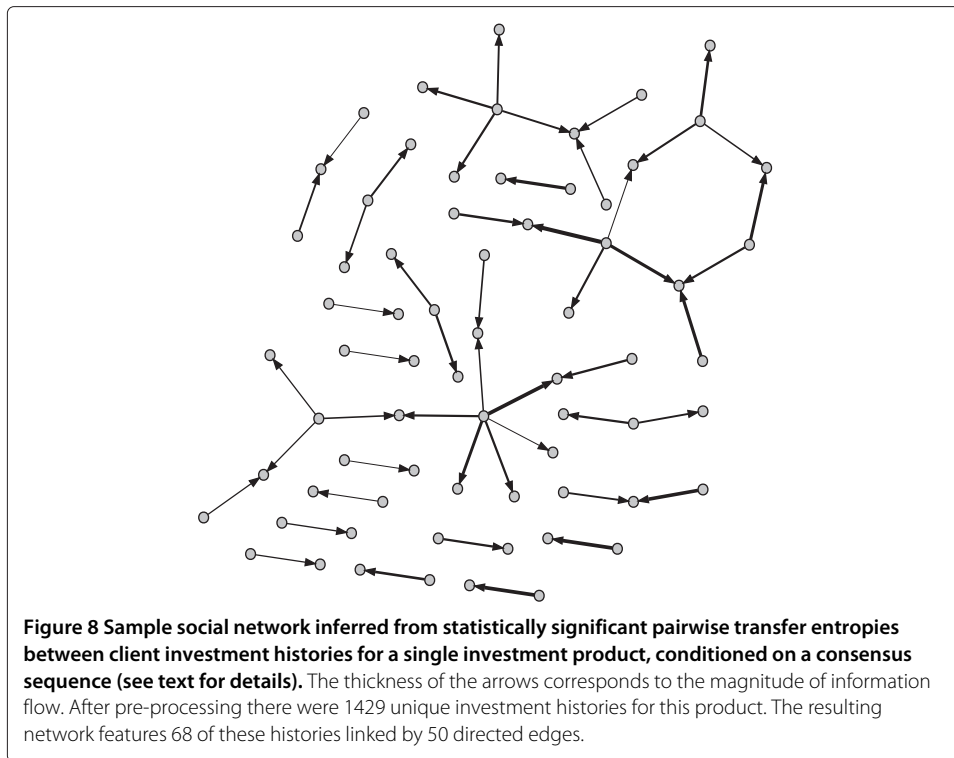 Figure 8 Sample social network inferred from statistically significant pairwise transfer entropies
between client investment histories for a single investment product, conditioned on a consensus
sequence (see text for details). The thickness of the arrows corresponds to the magnitude of information
flow. After pre-processing there were 1429 unique investment histories for this product. The resulting
network features 68 of these histories linked by 50 directed edges.